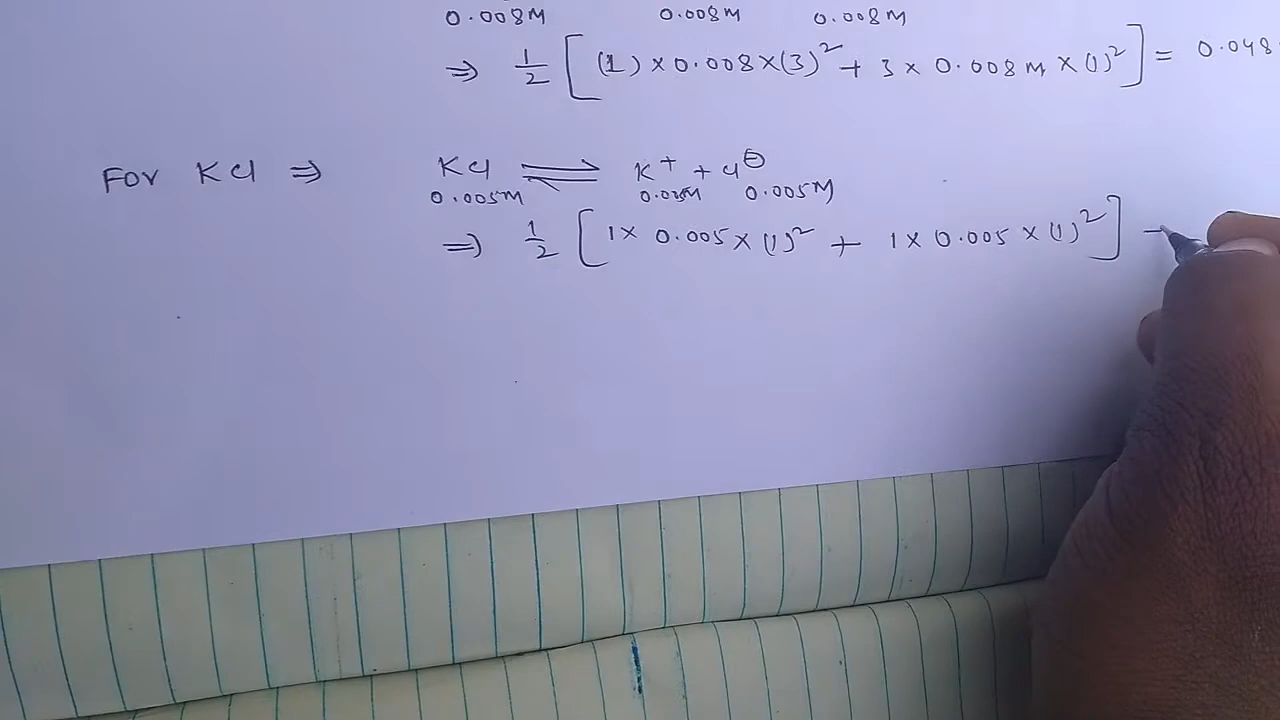 0.008M 0.008M 0.008M
⇒ 1/2 [ (1) × 0.008 × (3)² + 3 × 0.008 M × (1)² ] = 0.048
For KCl ⇒ KCl ⇌ K⁺ + Cl⊖
0.005M 0.005M 0.005M
⇒ 1/2 [ 1 × 0.005 × (1)² + 1 × 0.005 × (1)² ]